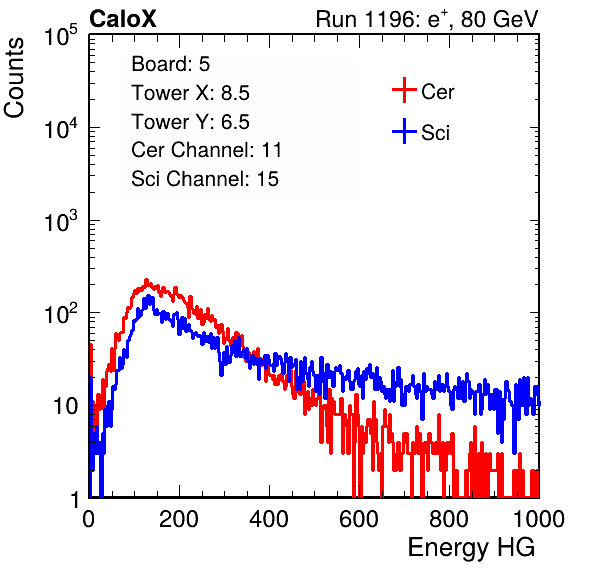 CaloX Run 1196: e⁺, 80 GeV
Counts
10⁵
10⁴
10³
10²
10
1
Board: 5
Tower X: 8.5
Tower Y: 6.5
Cer Channel: 11
Sci Channel: 15
Cer
Sci
0 200 400 600 800 1000
Energy HG